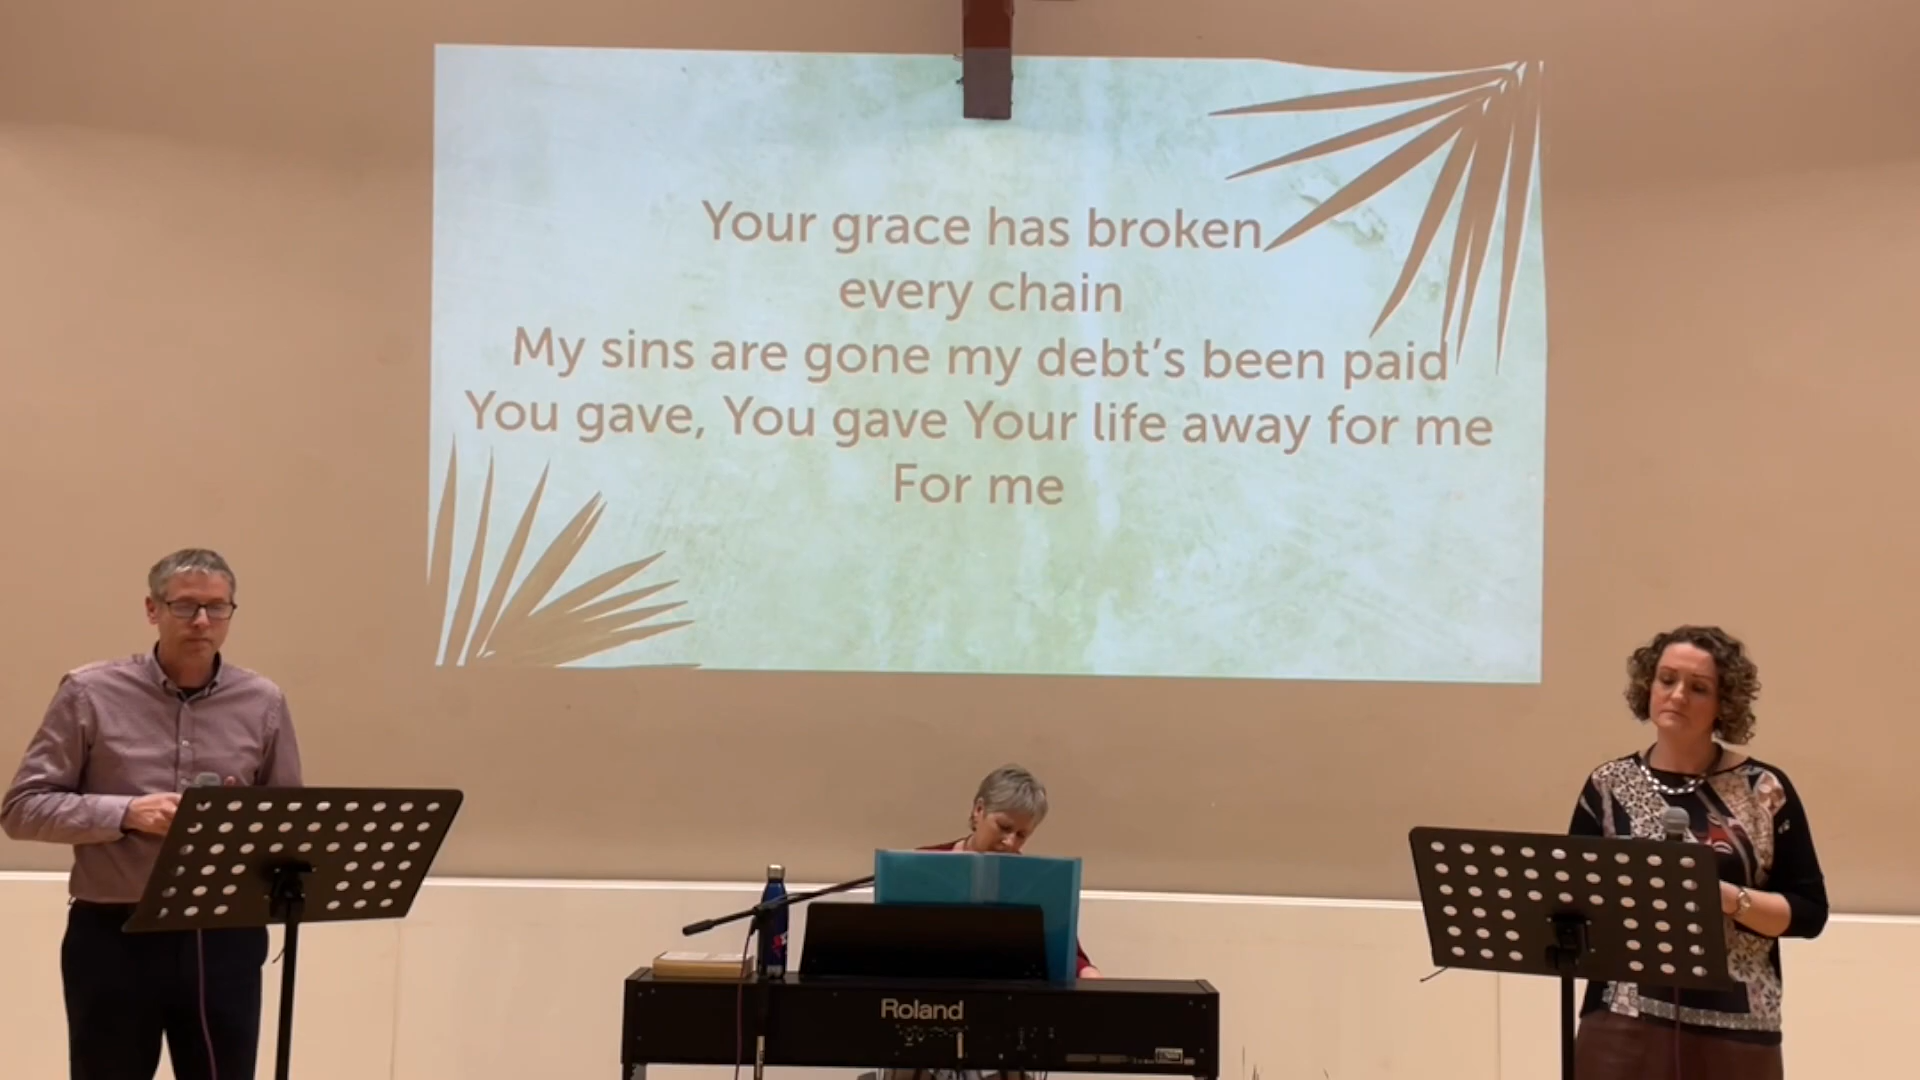 Your grace has broken
every chain
My sins are gone my debt's been paid
You gave, You gave Your life away for me
For me
Roland